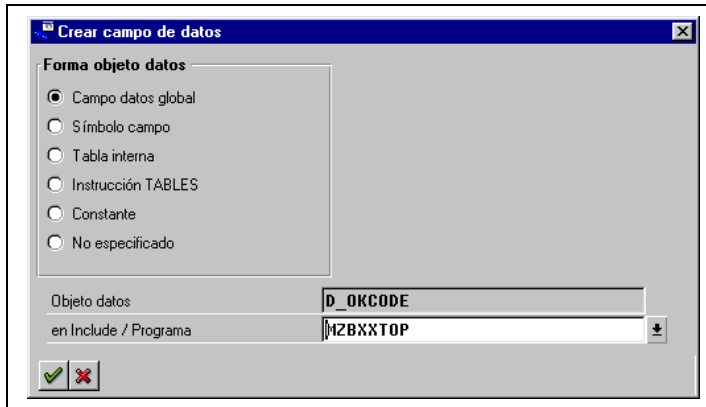 Crear campo de datos
Forma objeto datos
Campo datos global
Símbolo campo
Tabla interna
Instrucción TABLES
Constante
No especificado
Objeto datos D_OKCODE
en Include / Programa MZBXXTOP